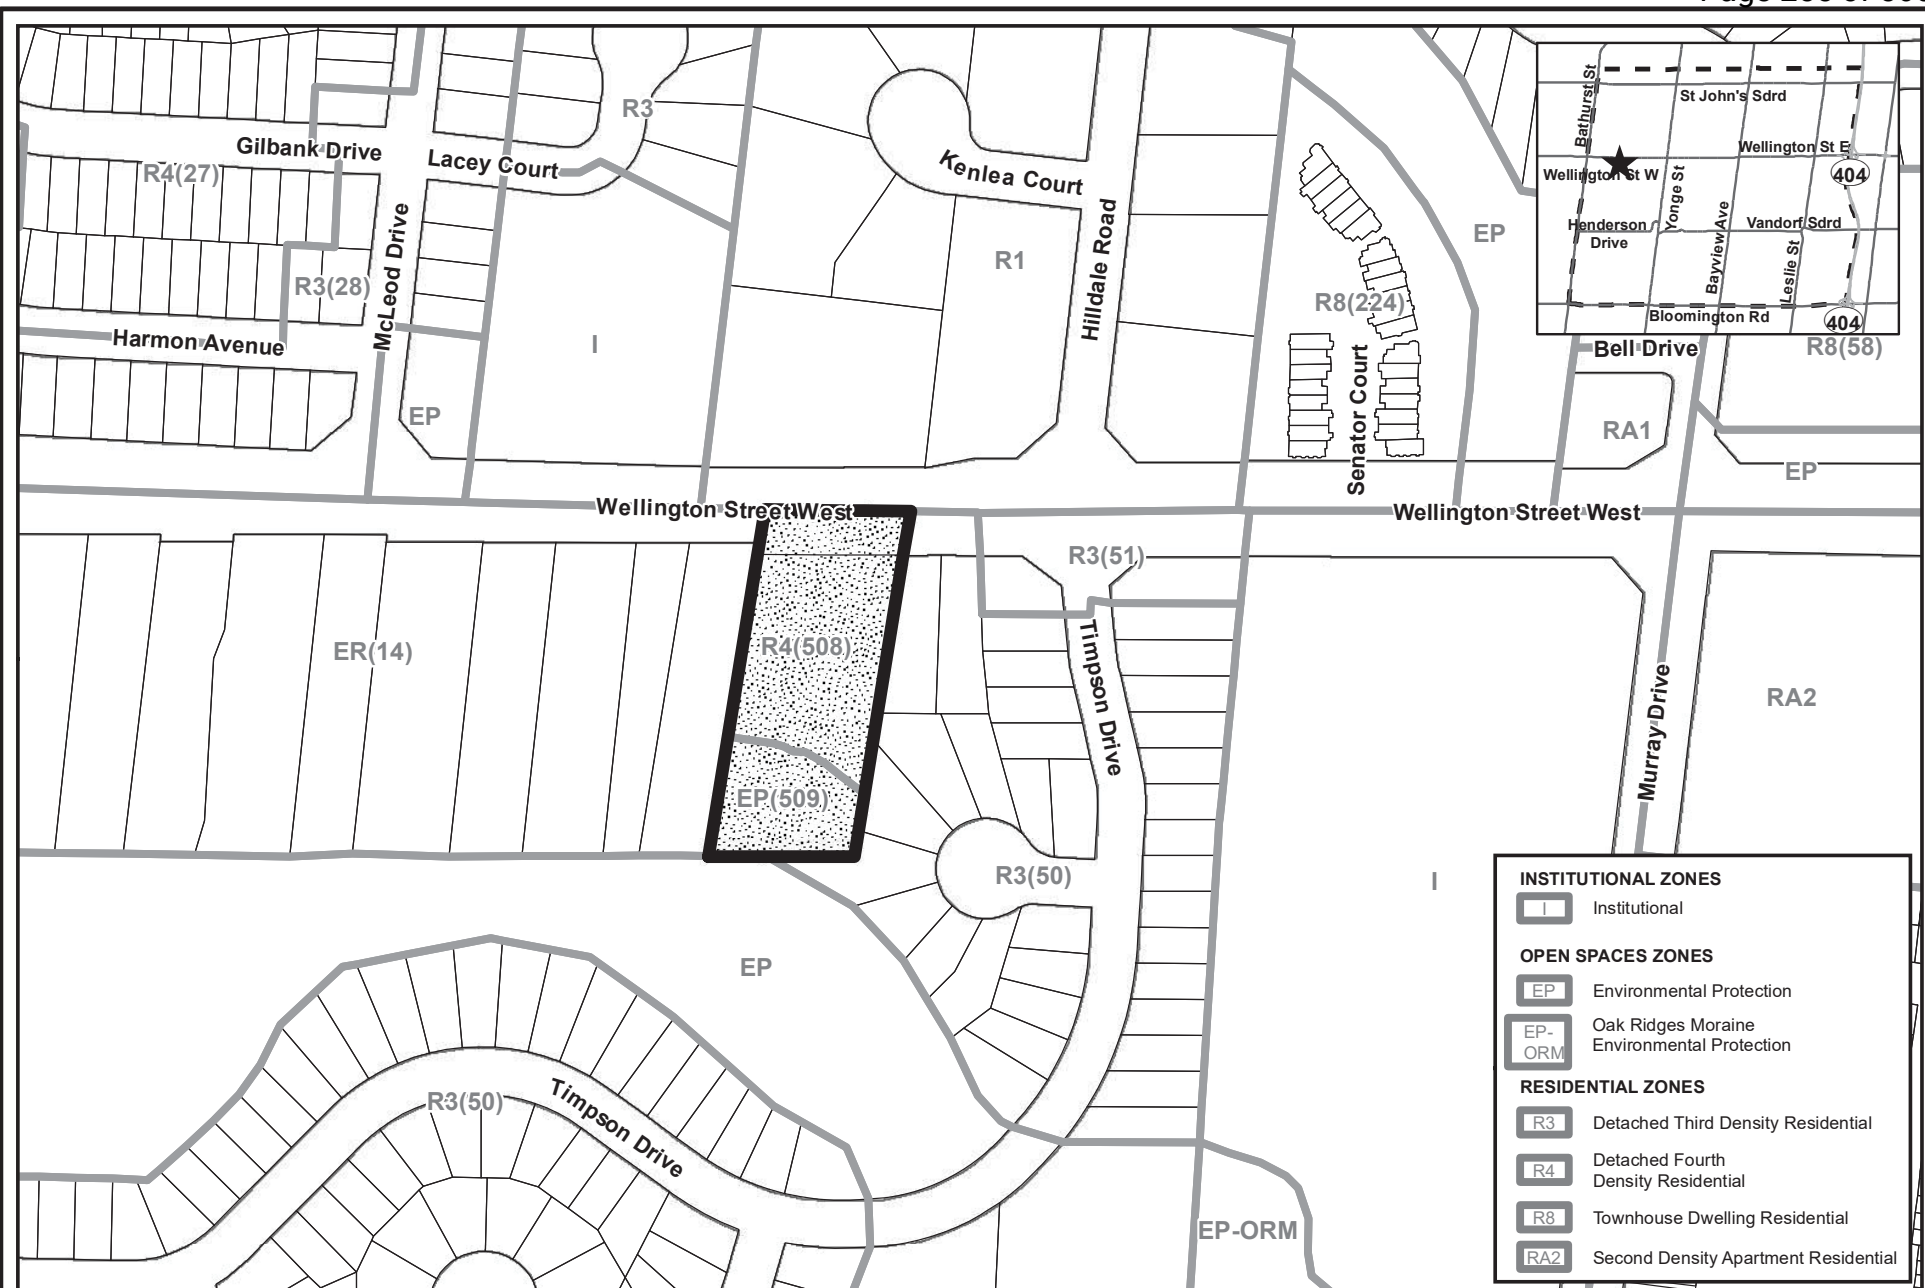 R3
Gilbank Drive
Lacey Court
R4(27)
Kenlea Court
McLeod Drive
Hilldale Road
R3(28)
R1
EP
R8(224)
Harmon Avenue
I
EP
Senator Court
Bathurst St
St John's Sdrd
Wellington St E
404
Wellington St W
Yonge St
Henderson
Drive
Bayview Ave
Vandorf Sdrd
Leslie St
Bloomington Rd
404
Bell Drive
R8(58)
RA1
EP
Wellington Street West
Wellington Street West
R3(51)
R4(508)
ER(14)
Timpson Drive
Murray Drive
RA2
EP(509)
R3(50)
I
EP
R3(50)
Timpson Drive
EP-ORM
INSTITUTIONAL ZONES
I Institutional
OPEN SPACES ZONES
EP Environmental Protection
EP- Oak Ridges Moraine
ORM Environmental Protection
RESIDENTIAL ZONES
R3 Detached Third Density Residential
R4 Detached Fourth
Density Residential
R8 Townhouse Dwelling Residential
RA2 Second Density Apartment Residential